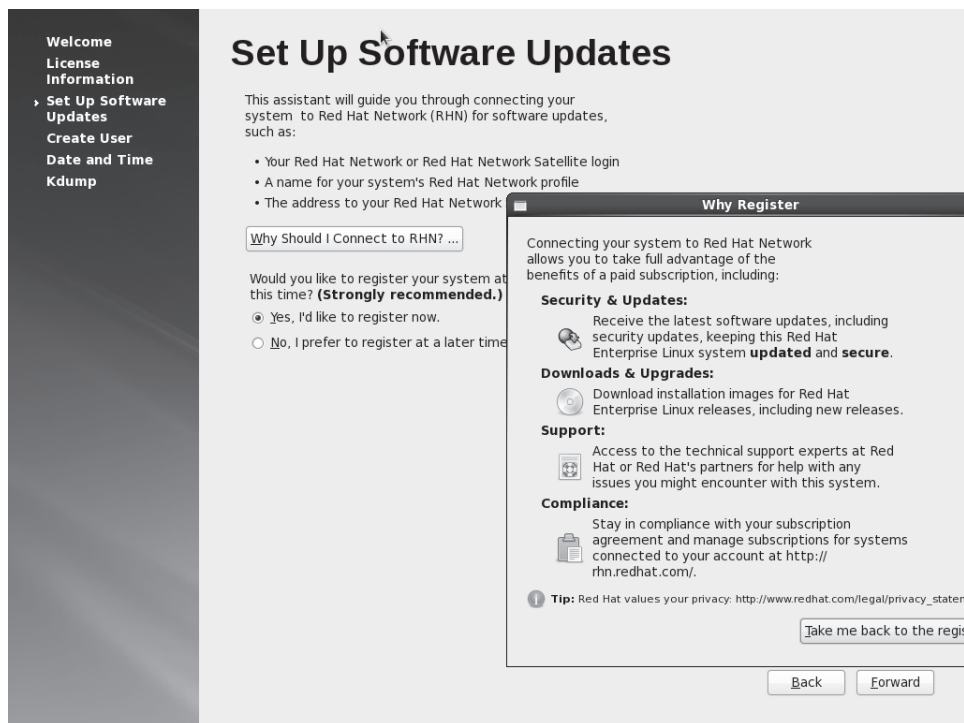 Welcome
License
Information
Set Up Software
Updates
Create User
Date and Time
Kdump
Set Up Software Updates
This assistant will guide you through connecting your
system to Red Hat Network (RHN) for software updates,
such as:
• Your Red Hat Network or Red Hat Network Satellite login
• A name for your system's Red Hat Network profile
• The address to your Red Hat Network
Why Should I Connect to RHN? ...
Would you like to register your system at
this time? (Strongly recommended.)
Yes, I'd like to register now.
No, I prefer to register at a later time
Why Register
Connecting your system to Red Hat Network
allows you to take full advantage of the
benefits of a paid subscription, including:
Security & Updates:
Receive the latest software updates, including
security updates, keeping this Red Hat
Enterprise Linux system updated and secure.
Downloads & Upgrades:
Download installation images for Red Hat
Enterprise Linux releases, including new releases.
Support:
Access to the technical support experts at Red
Hat or Red Hat's partners for help with any
issues you might encounter with this system.
Compliance:
Stay in compliance with your subscription
agreement and manage subscriptions for systems
connected to your account at http://
rhn.redhat.com/.
Tip: Red Hat values your privacy: http://www.redhat.com/legal/privacy_stater
Take me back to the regis
Back
Forward